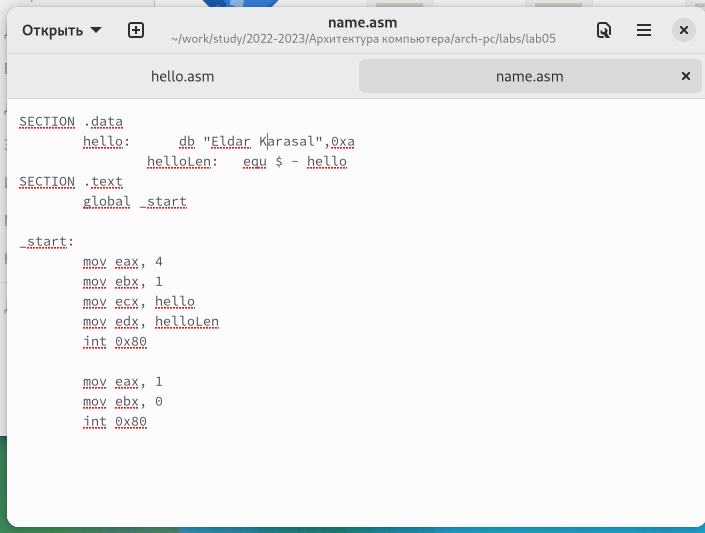 Открыть
name.asm
~/work/study/2022-2023/Архитектура компьютера/arch-pc/labs/lab05
hello.asm
name.asm
SECTION .data
hello: db "Eldar Karasal",0xa
helloLen: equ $ - hello
SECTION .text
global _start
_start:
mov eax, 4
mov ebx, 1
mov ecx, hello
mov edx, helloLen
int 0x80
mov eax, 1
mov ebx, 0
int 0x80